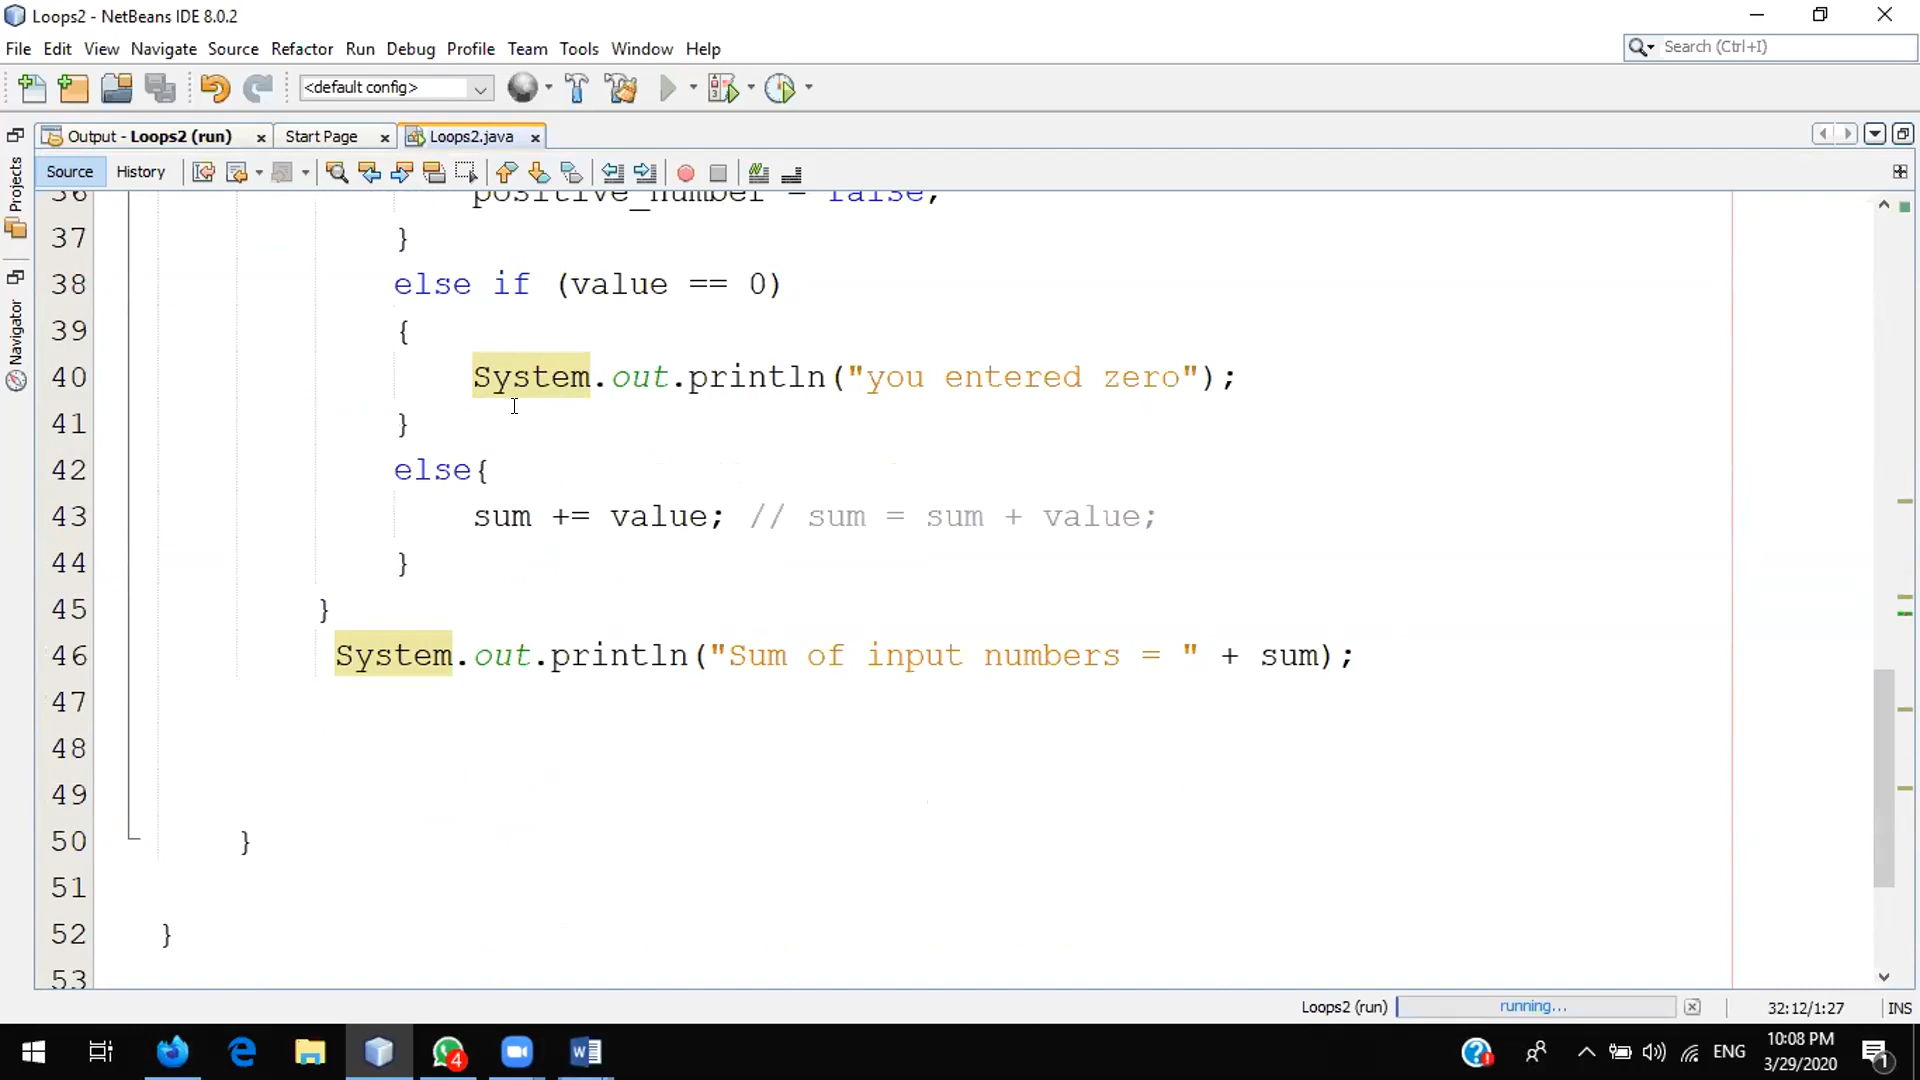 Loops2 - NetBeans IDE 8.0.2
File Edit View Navigate Source Refactor Run Debug Profile Team Tools Window Help
Search (Ctrl+I)
<default config>
Output - Loops2 (run) Start Page Loops2.java
Source History
Projects
Navigator
36 positive_number = false;
37 }
38 else if (value == 0)
39 {
40 System.out.println("you entered zero");
41 }
42 else{
43 sum += value; // sum = sum + value;
44 }
45 }
46 System.out.println("Sum of input numbers = " + sum);
47
48
49
50 }
51
52 }
53
Loops2 (run) running... 32:12/1:27 INS
4
ENG
10:08 PM
3/29/2020
1